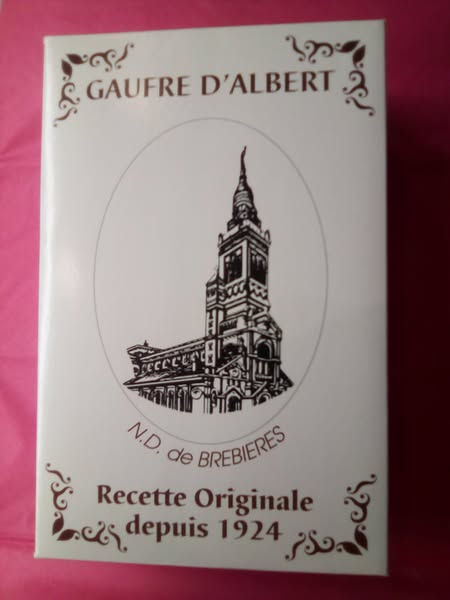 GAUFRE D'ALBERT
N.D. de BREBIERES
Recette Originale
depuis 1924